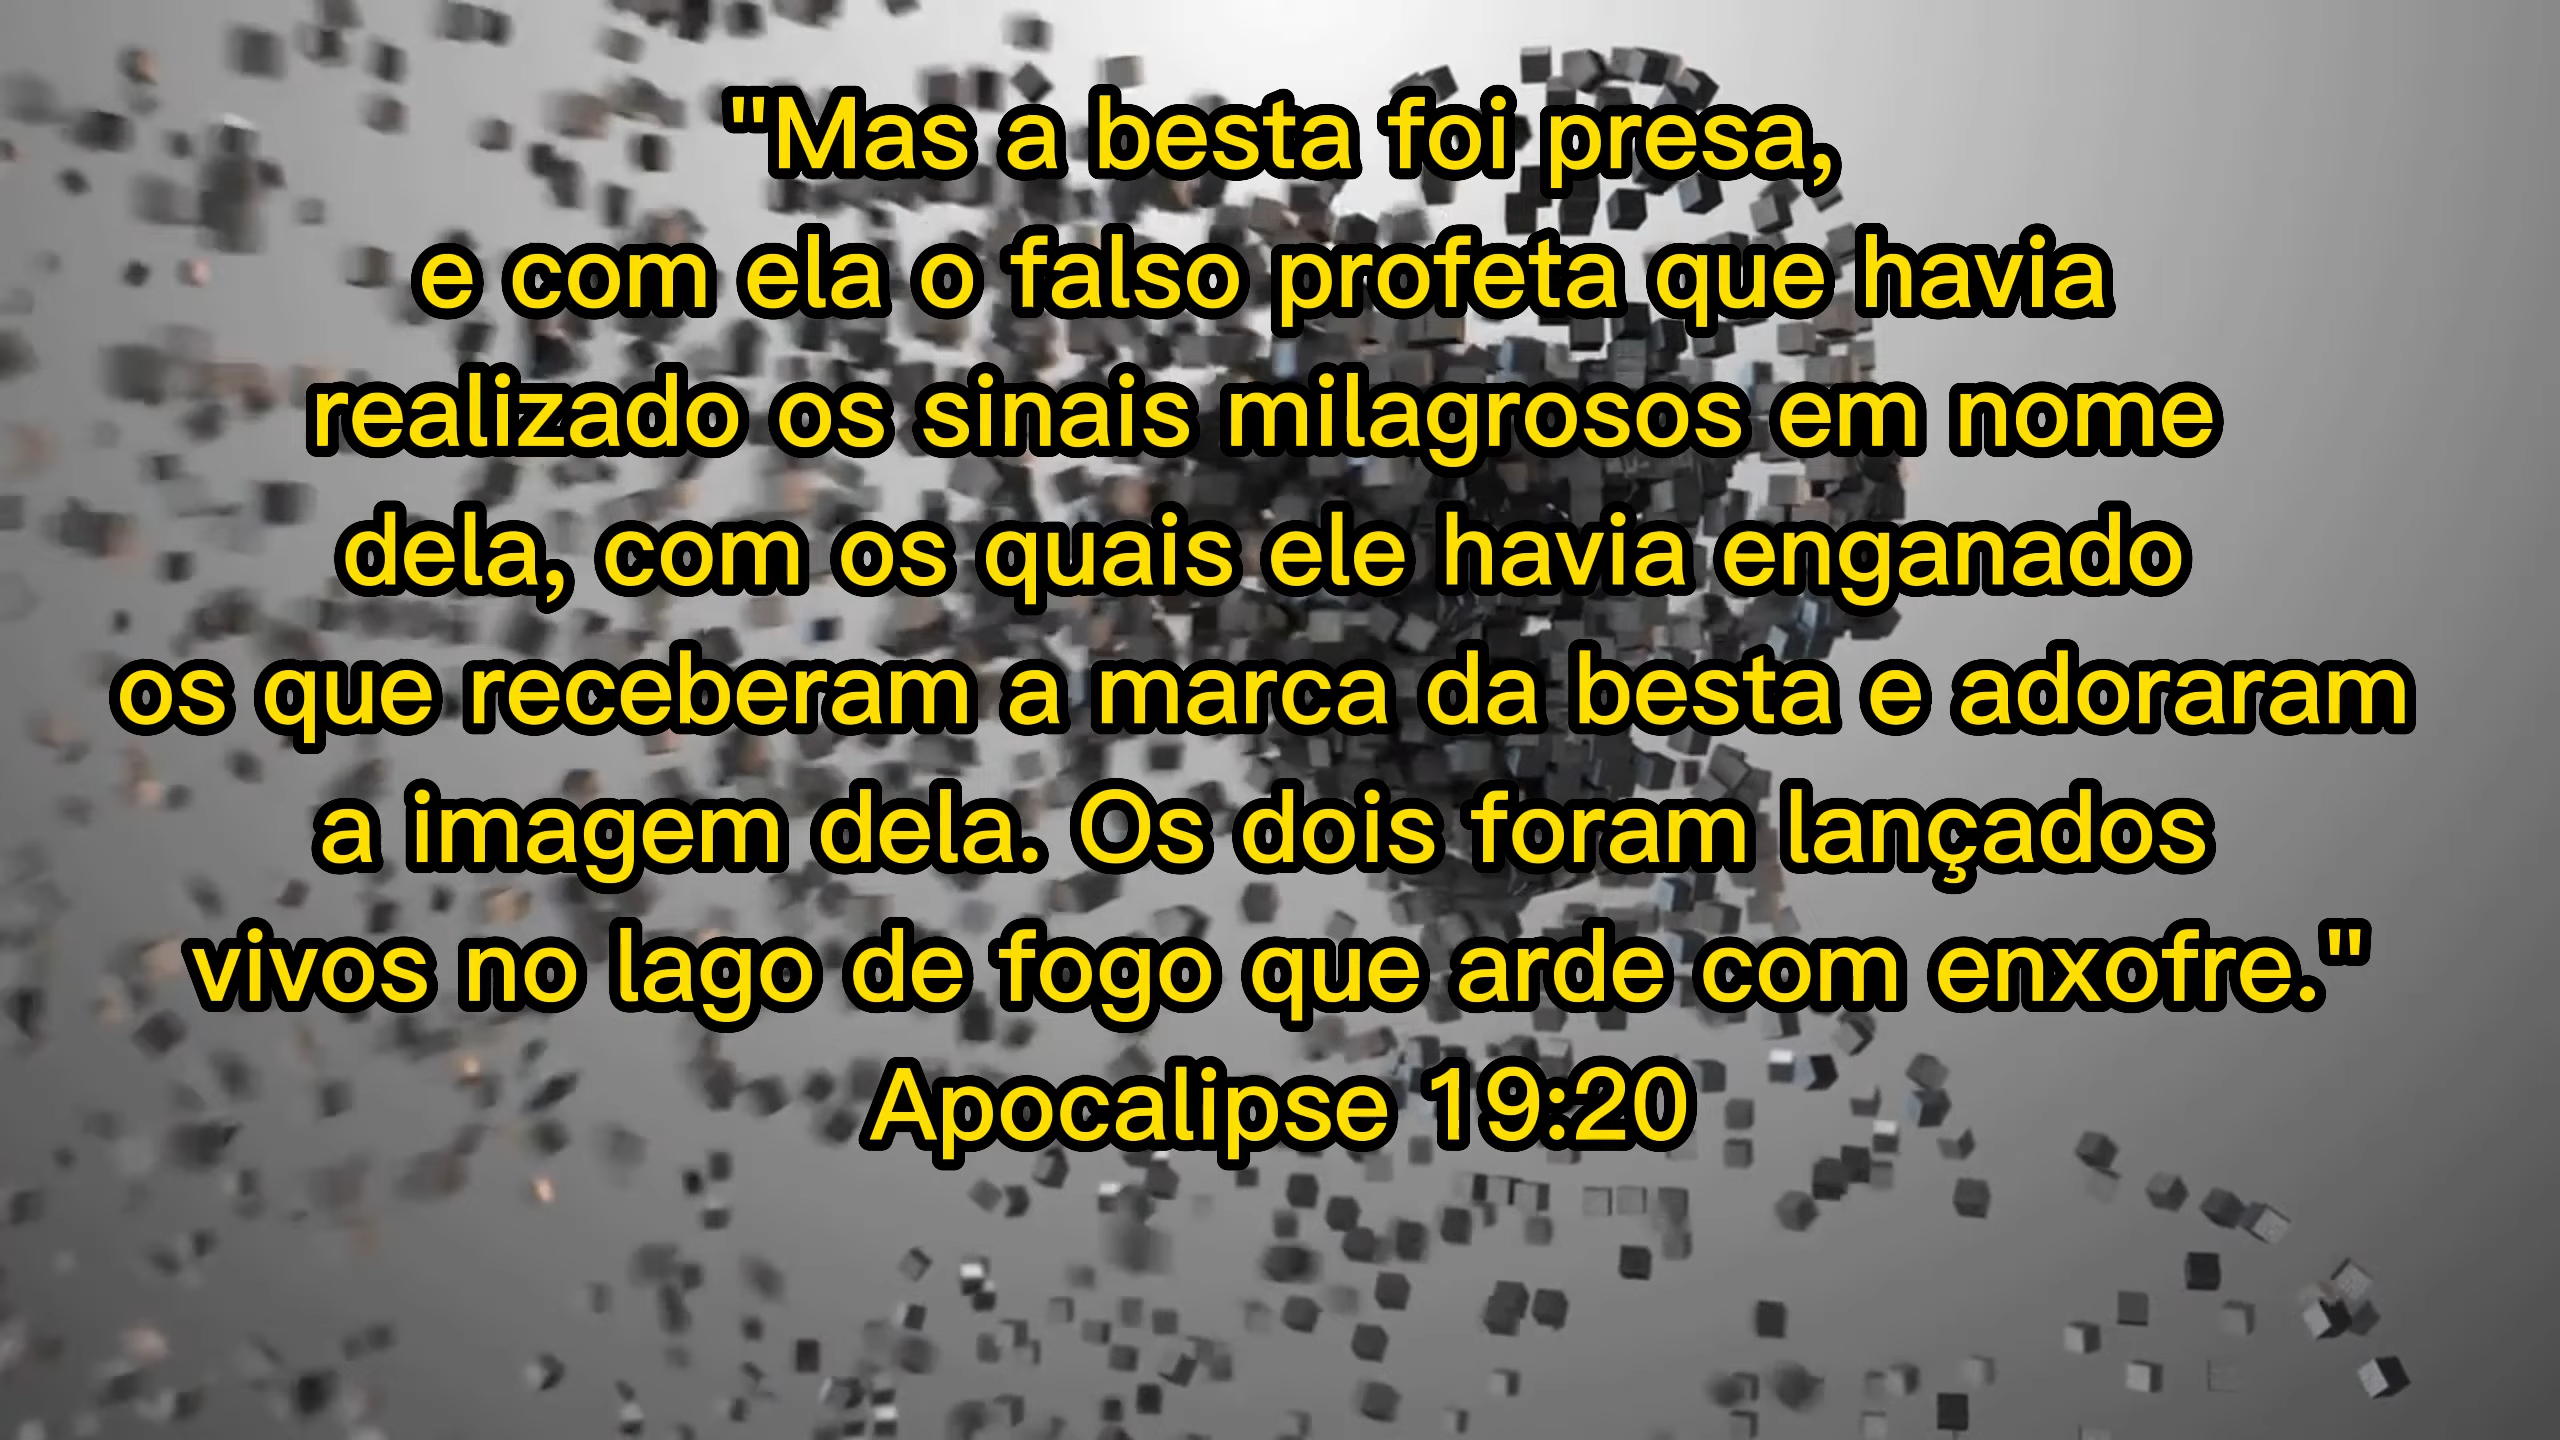 "Mas a besta foi presa,
e com ela o falso profeta que havia
realizado os sinais milagrosos em nome
dela, com os quais ele havia enganado
os que receberam a marca da besta e adoraram
a imagem dela. Os dois foram lançados
vivos no lago de fogo que arde com enxofre."
Apocalipse 19:20